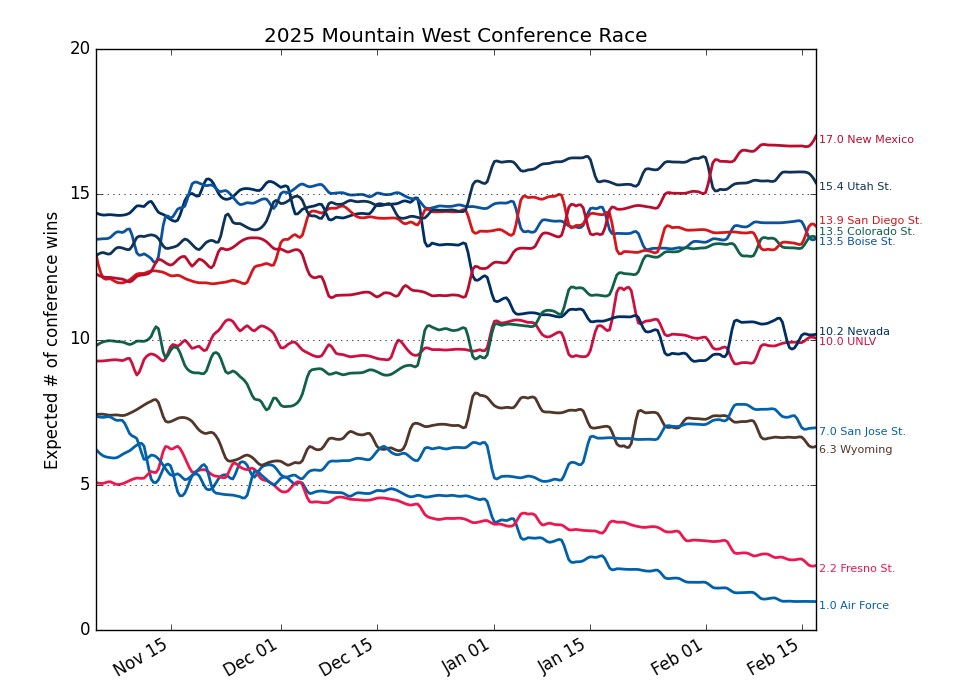 2025 Mountain West Conference Race
Expected # of conference wins
20
15
10
5
0
17.0 New Mexico
15.4 Utah St.
13.9 San Diego St.
13.5 Colorado St.
13.5 Boise St.
10.2 Nevada
10.0 UNLV
7.0 San Jose St.
6.3 Wyoming
2.2 Fresno St.
1.0 Air Force
Nov 15
Dec 01
Dec 15
Jan 01
Jan 15
Feb 01
Feb 15